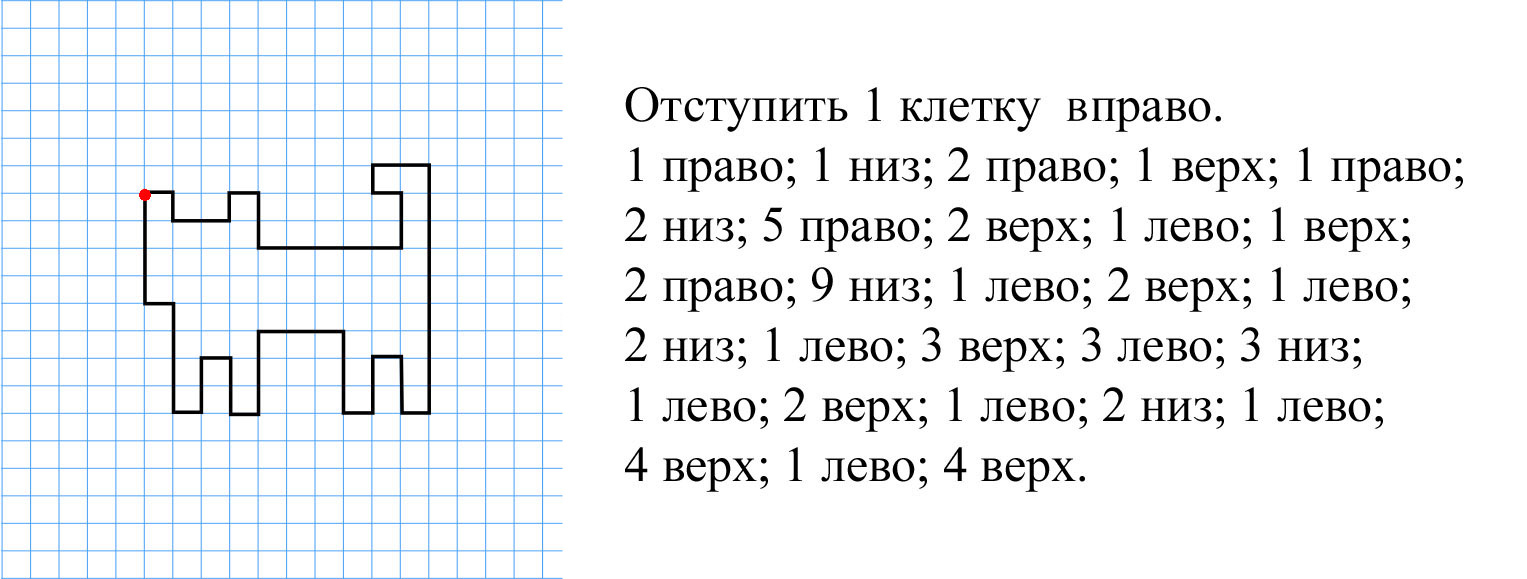 Отступить 1 клетку вправо.
1 право; 1 низ; 2 право; 1 верх; 1 право;
2 низ; 5 право; 2 верх; 1 лево; 1 верх;
2 право; 9 низ; 1 лево; 2 верх; 1 лево;
2 низ; 1 лево; 3 верх; 3 лево; 3 низ;
1 лево; 2 верх; 1 лево; 2 низ; 1 лево;
4 верх; 1 лево; 4 верх.